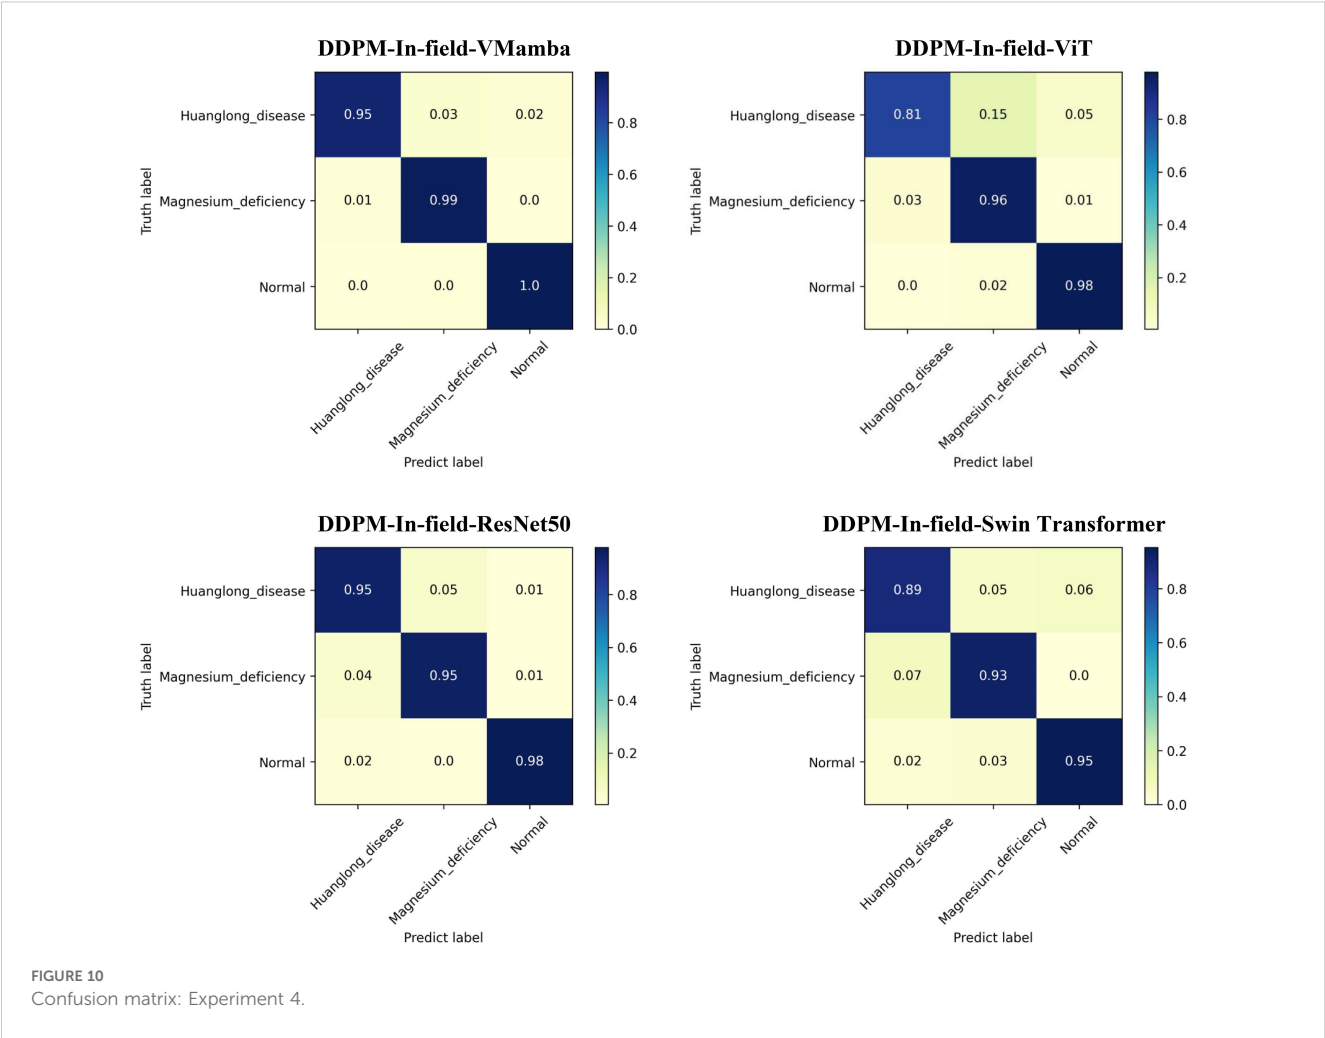 DDPM-In-field-VMamba
Truth label
Huanglong_disease
0.95 0.03 0.02
Magnesium_deficiency
0.01 0.99 0.0
Normal
0.0 0.0 1.0
0.8
0.6
0.4
0.2
0.0
Huanglong_disease
Magnesium_deficiency
Normal
Predict label
DDPM-In-field-ViT
Truth label
Huanglong_disease
0.81 0.15 0.05
Magnesium_deficiency
0.03 0.96 0.01
Normal
0.0 0.02 0.98
0.8
0.6
0.4
0.2
Huanglong_disease
Magnesium_deficiency
Normal
Predict label
DDPM-In-field-ResNet50
Truth label
Huanglong_disease
0.95 0.05 0.01
Magnesium_deficiency
0.04 0.95 0.01
Normal
0.02 0.0 0.98
0.8
0.6
0.4
0.2
Huanglong_disease
Magnesium_deficiency
Normal
Predict label
DDPM-In-field-Swin Transformer
Truth label
Huanglong_disease
0.89 0.05 0.06
Magnesium_deficiency
0.07 0.93 0.0
Normal
0.02 0.03 0.95
0.8
0.6
0.4
0.2
0.0
Huanglong_disease
Magnesium_deficiency
Normal
Predict label
FIGURE 10
Confusion matrix: Experiment 4.